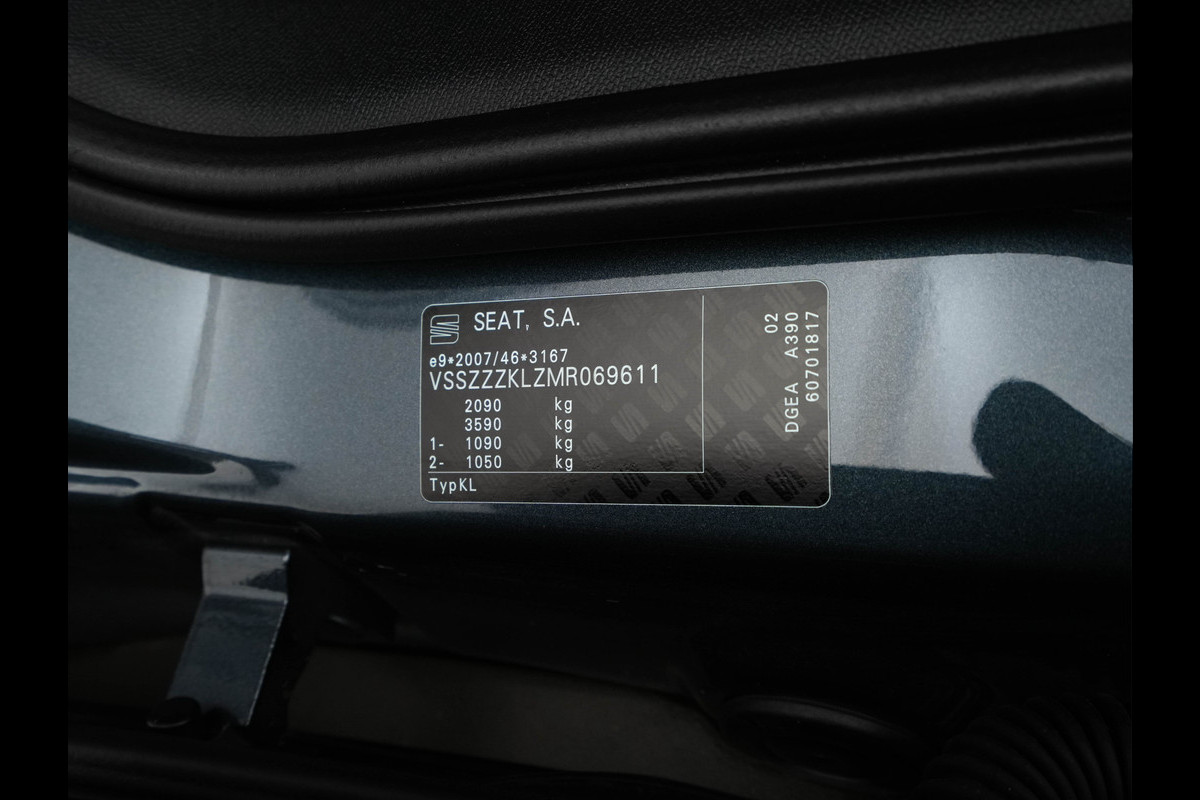 SEAT, S.A.
e9*2007/46*3167
VSSZZZKLZMR069611
2090 kg
3590 kg
1- 1090 kg
2- 1050 kg
TypKL
02
DGEA A390
60701817